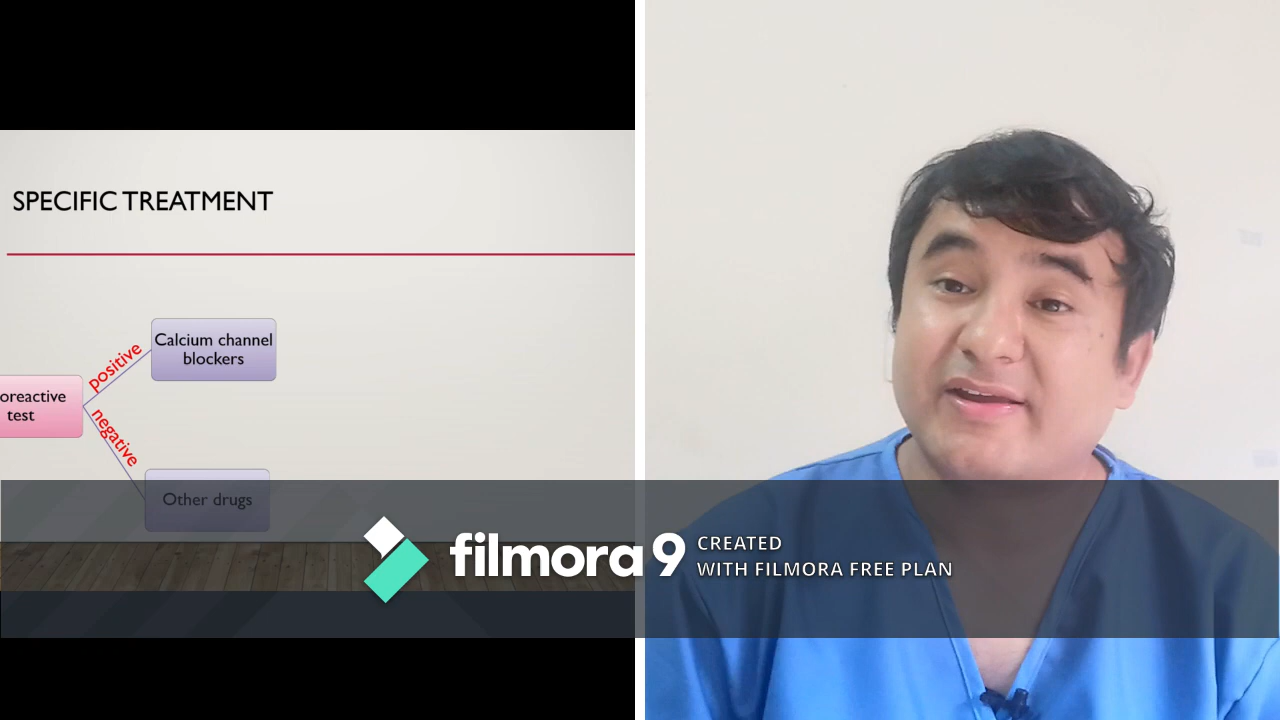 SPECIFIC TREATMENT
Calcium channel
blockers
positive
oreactive
test
negative
Other drugs
filmora9
CREATED
WITH FILMORA FREE PLAN